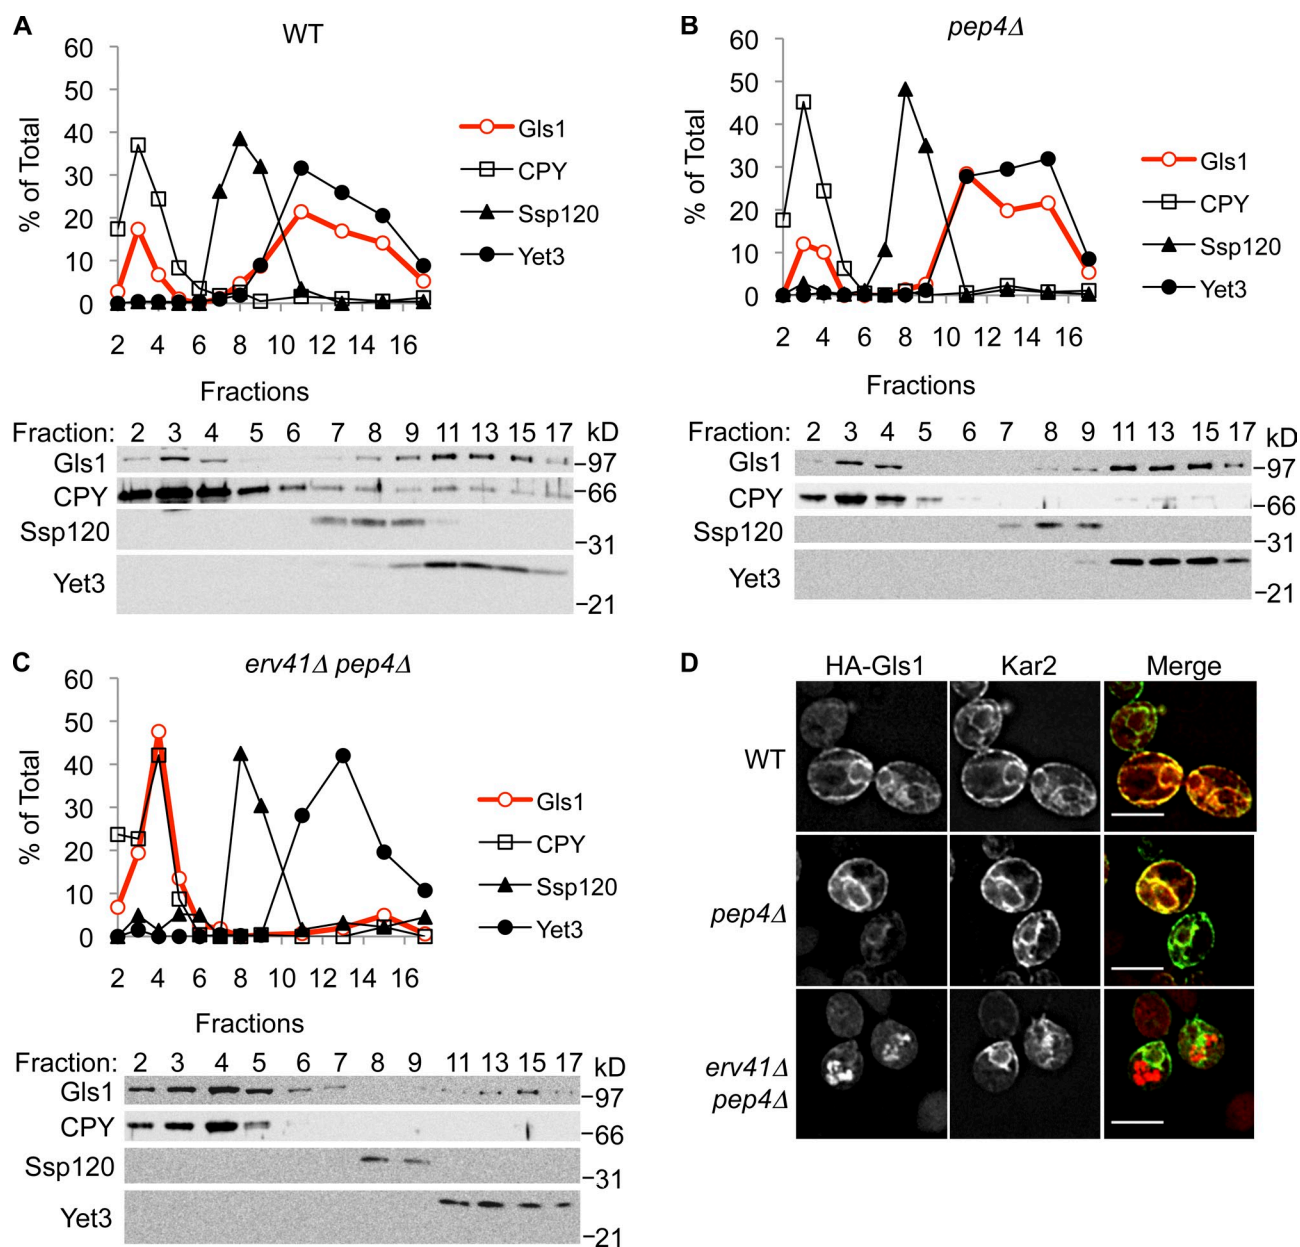 A
WT
60
50
40
30
20
10
0
% of Total
2 4 6 8 10 12 14 16
Fractions
Gls1
CPY
Ssp120
Yet3
Fraction: 2 3 4 5 6 7 8 9 11 13 15 17 kD
Gls1 –97
CPY –66
Ssp120 –31
Yet3 –21
B
pep4Δ
60
50
40
30
20
10
0
% of Total
2 4 6 8 10 12 14 16
Fractions
Gls1
CPY
Ssp120
Yet3
Fraction: 2 3 4 5 6 7 8 9 11 13 15 17 kD
Gls1 –97
CPY –66
Ssp120 –31
Yet3 –21
C
erv41Δ pep4Δ
60
50
40
30
20
10
0
% of Total
2 4 6 8 10 12 14 16
Fractions
Gls1
CPY
Ssp120
Yet3
Fraction: 2 3 4 5 6 7 8 9 11 13 15 17 kD
Gls1 –97
CPY –66
Ssp120 –31
Yet3 –21
D
HA-Gls1 Kar2 Merge
WT
pep4Δ
erv41Δ
pep4Δ